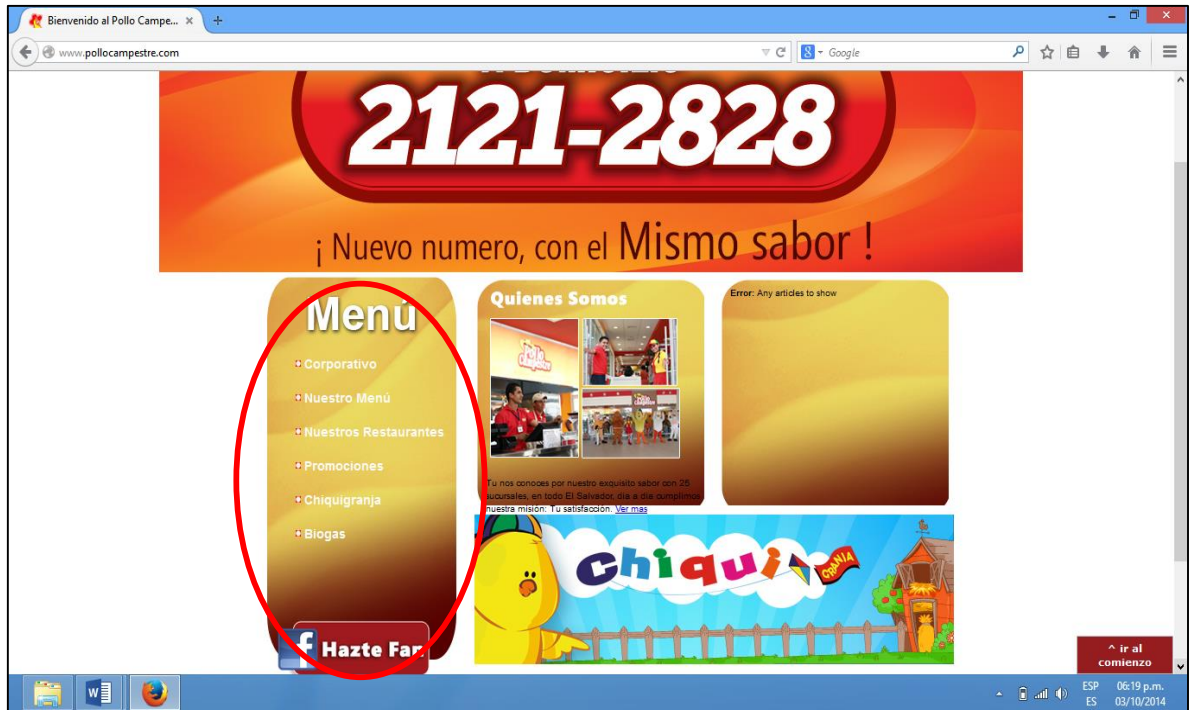 Bienvenido al Pollo Campe...
www.pollocampestre.com
Google
2121-2828
¡ Nuevo numero, con el Mismo sabor !
Menú
Corporativo
Nuestro Menú
Nuestros Restaurantes
Promociones
Chiquigranja
Biogas
Hazte Fan
Quienes Somos
Pollo
Campestre
Tu nos conoces por nuestro exquisito sabor con 25
sucursales, en todo El Salvador, dia a dia cumplimos
nuestra misión: Tu satisfacción. Ver mas
Error: Any articles to show
Chiqui
GRANJA
^ ir al
comienzo
ESP
ES
06:19 p.m.
03/10/2014